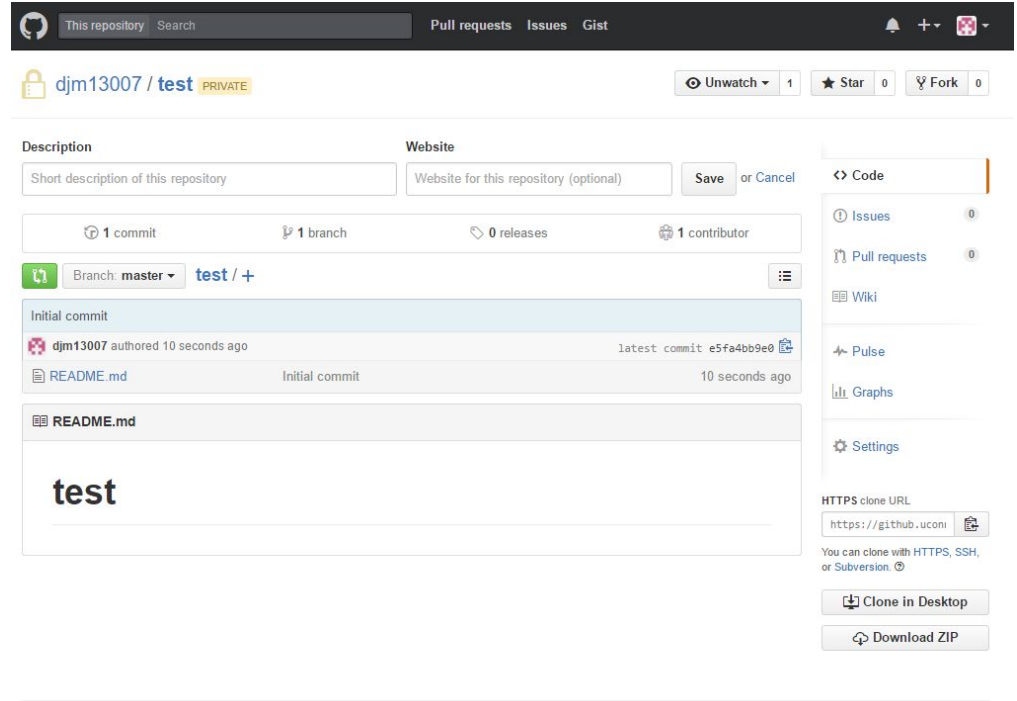 This repository Search Pull requests Issues Gist
djm13007 / test PRIVATE Unwatch 1 Star 0 Fork 0
Description Website
Short description of this repository Website for this repository (optional) Save or Cancel
1 commit 1 branch 0 releases 1 contributor
Branch: master test / +
Initial commit
djm13007 authored 10 seconds ago latest commit e5fa4bb9e0
README.md Initial commit 10 seconds ago
README.md
test
Code
Issues 0
Pull requests 0
Wiki
Pulse
Graphs
Settings
HTTPS clone URL
https://github.ucon
You can clone with HTTPS, SSH,
or Subversion.
Clone in Desktop
Download ZIP